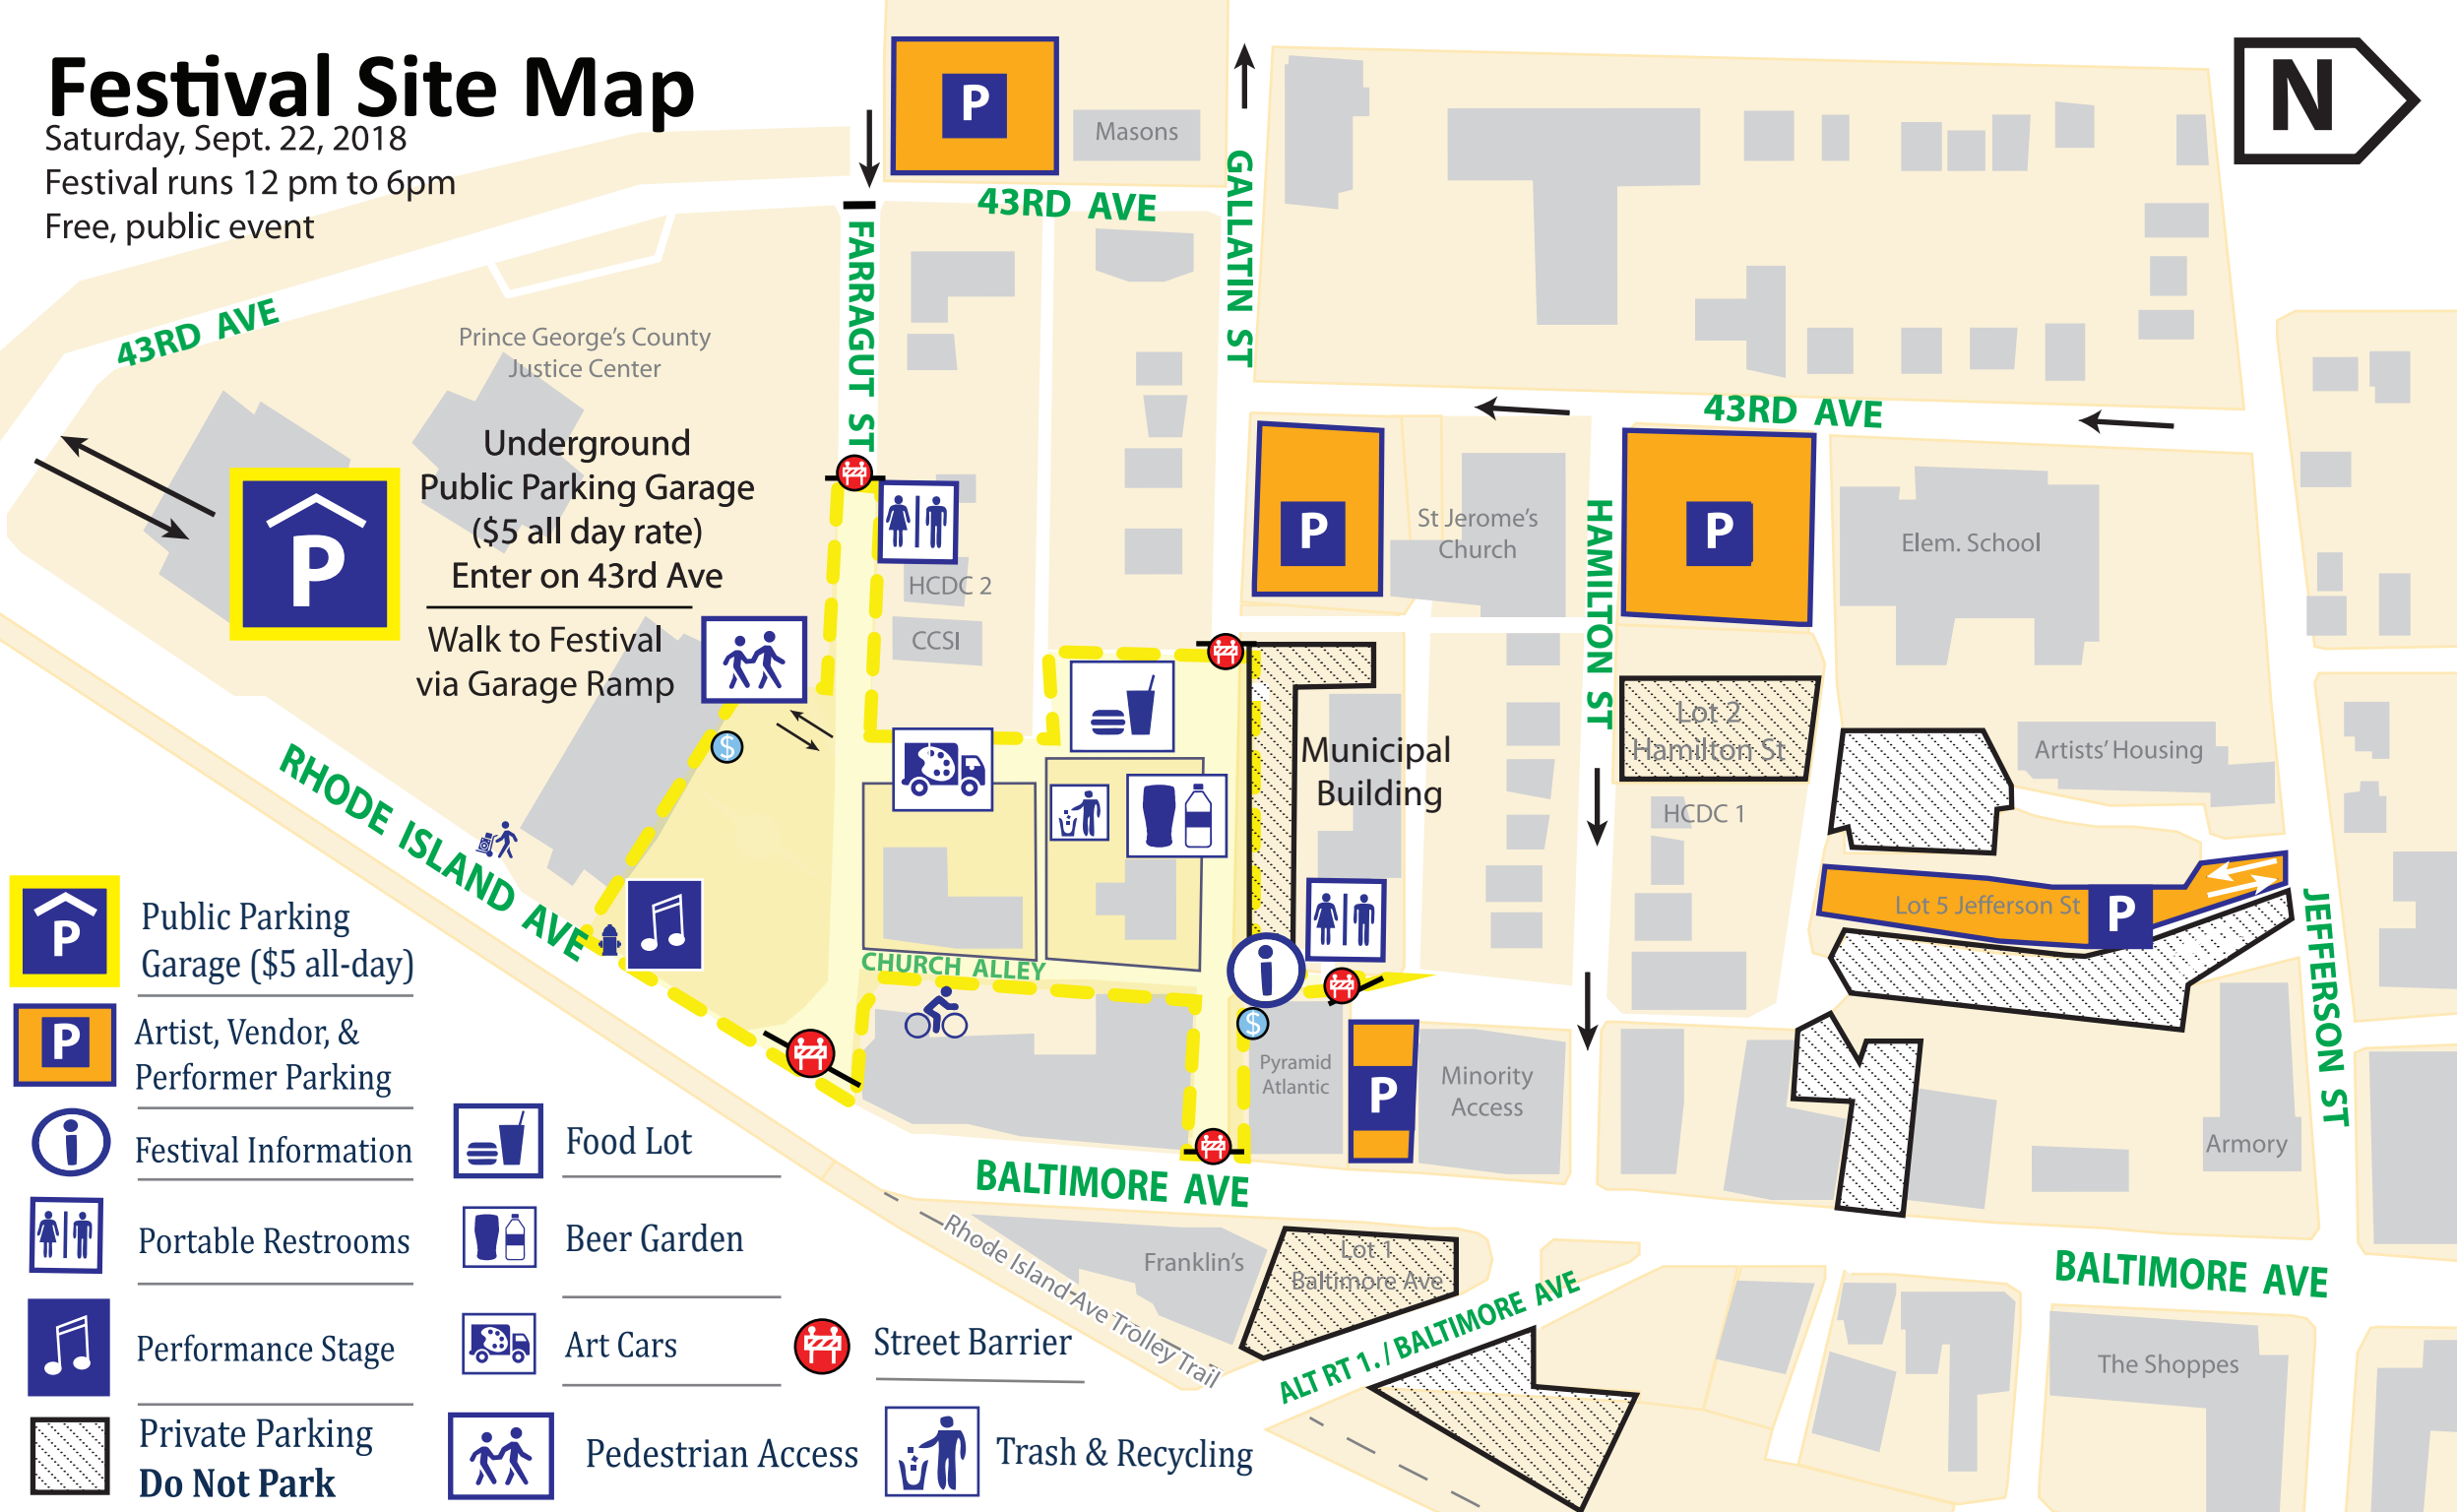 Festival Site Map
Saturday, Sept. 22, 2018
Festival runs 12 pm to 6pm
Free, public event
N
P
Masons
43RD AVE
GALLATIN ST
FARRAGUT ST
43RD AVE
Prince George's County
Justice Center
Underground
Public Parking Garage
($5 all day rate)
Enter on 43rd Ave
Walk to Festival
via Garage Ramp
P
43RD AVE
P
St Jerome's
Church
HAMILTON ST
P
Elem. School
HCDC 2
CCSI
Lot 2
Hamilton St
Municipal
Building
Artists' Housing
HCDC 1
$
RHODE ISLAND AVE
Lot 5 Jefferson St
P
JEFFERSON ST
CHURCH ALLEY
i
$
Pyramid
Atlantic
P
Minority
Access
Armory
BALTIMORE AVE
Rhode Island Ave Trolley Trail
Franklin's
Lot 1
Baltimore Ave
ALT RT 1. / BALTIMORE AVE
BALTIMORE AVE
The Shoppes
P
Public Parking
Garage ($5 all-day)
P
Artist, Vendor, &
Performer Parking
i
Festival Information
Portable Restrooms
Performance Stage
Private Parking
Do Not Park
Food Lot
Beer Garden
Art Cars
Pedestrian Access
Street Barrier
Trash & Recycling